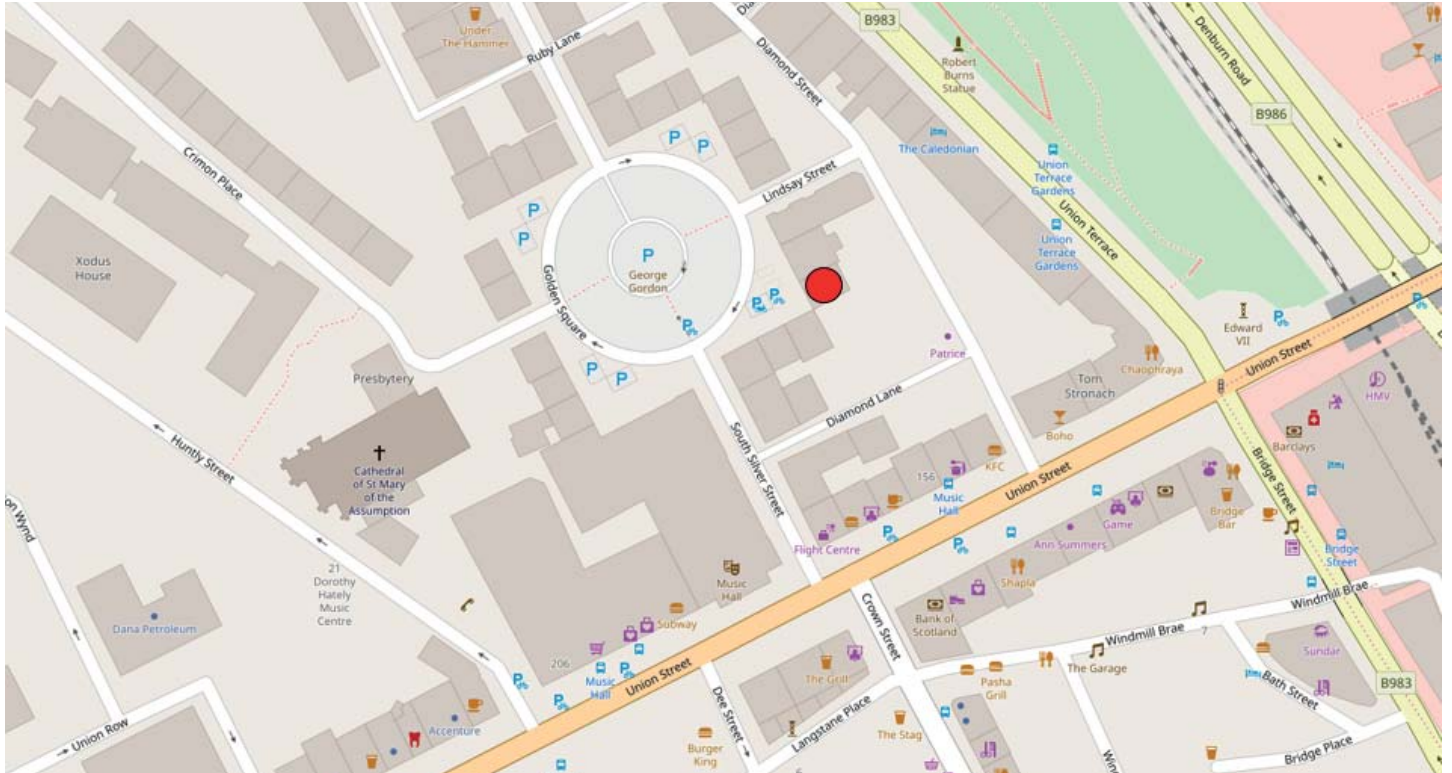 Under
The Hammer
Ruby Lane
Dia
Diamond Street
B983
Robert
Burns
Statue
Denburn Road
B986
The Caledonian
Union
Terrace
Gardens
Union Terrace
Union
Terrace
Gardens
Crimon Place
Lindsay Street
P
P
P
P
P
George
Gordon
P
P
P
P
P
P
Golden Square
Xodus
House
Edward
VII
Union Street
Patrice
Chaophraya
Tom
Stronach
Presbytery
Diamond Lane
Boho
HMV
Barclays
Huntly Street
Cathedral
of St Mary
of the
Assumption
South Silver Street
KFC
156
Music
Hall
Union Street
Bridge Street
on Wynd
Flight Centre
Game
Bridge
Bar
P
P
Ann Summers
Bridge
Street
Shapla
21
Dorothy
Hately
Music
Centre
Music
Hall
Crown Street
Bank of
Scotland
Windmill Brae
Windmill Brae
7
Dana Petroleum
Subway
The Garage
Sundar
206
Music
Hall
P
P
P
Union Street
The Grill
Pasha
Grill
Bath Street
B983
Union Row
Accenture
Dee Street
Langstane Place
The Stag
Burger
King
Bridge Place
Win